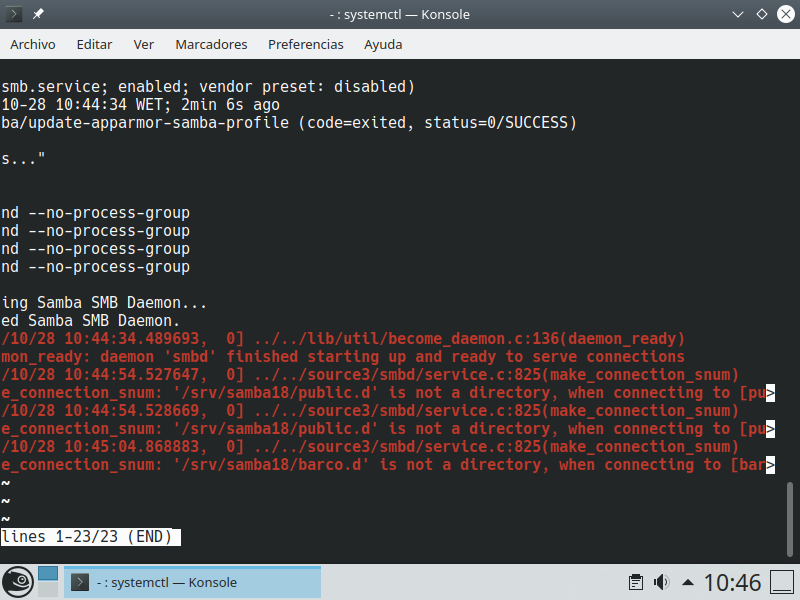 - : systemctl — Konsole
Archivo Editar Ver Marcadores Preferencias Ayuda
smb.service; enabled; vendor preset: disabled)
10-28 10:44:34 WET; 2min 6s ago
ba/update-apparmor-samba-profile (code=exited, status=0/SUCCESS)
s..."
nd --no-process-group
nd --no-process-group
nd --no-process-group
nd --no-process-group
ing Samba SMB Daemon...
ed Samba SMB Daemon.
/10/28 10:44:34.489693,  0] ../../lib/util/become_daemon.c:136(daemon_ready)
mon_ready: daemon 'smbd' finished starting up and ready to serve connections
/10/28 10:44:54.527647,  0] ../../source3/smbd/service.c:825(make_connection_snum)
e_connection_snum: '/srv/samba18/public.d' is not a directory, when connecting to [pu>
/10/28 10:44:54.528669,  0] ../../source3/smbd/service.c:825(make_connection_snum)
e_connection_snum: '/srv/samba18/public.d' is not a directory, when connecting to [pu>
/10/28 10:45:04.868883,  0] ../../source3/smbd/service.c:825(make_connection_snum)
e_connection_snum: '/srv/samba18/barco.d' is not a directory, when connecting to [bar>
~
~
~
lines 1-23/23 (END)
- : systemctl — Konsole
10:46